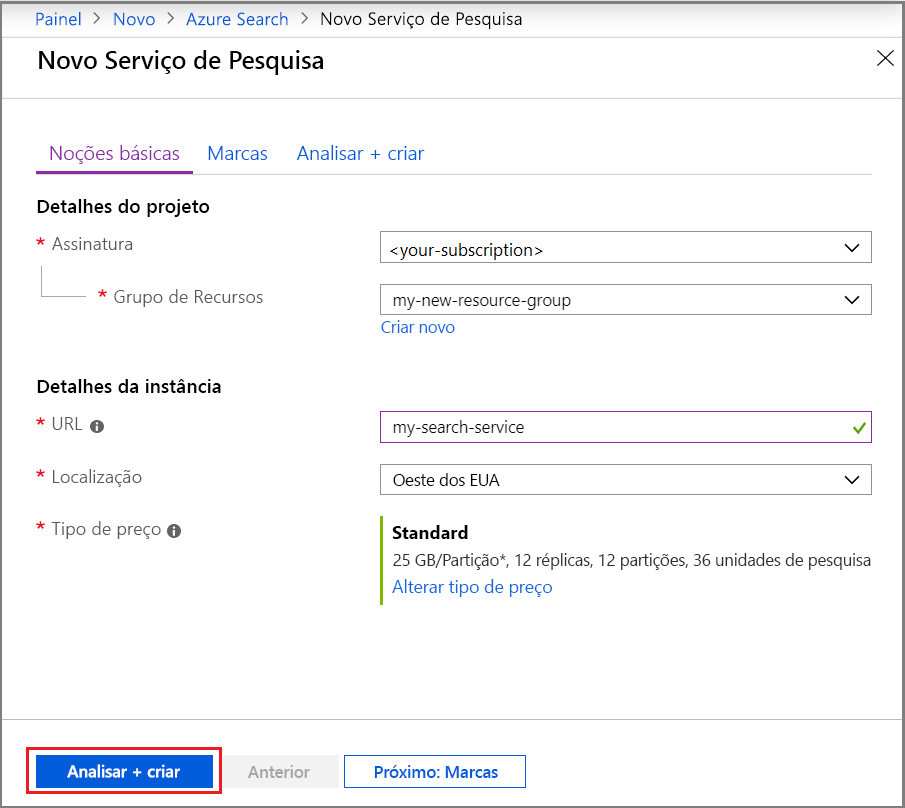 Painel > Novo > Azure Search > Novo Serviço de Pesquisa
Novo Serviço de Pesquisa
Noções básicas Marcas Analisar + criar
Detalhes do projeto
* Assinatura <your-subscription>
* Grupo de Recursos my-new-resource-group
Criar novo
Detalhes da instância
* URL my-search-service
* Localização Oeste dos EUA
* Tipo de preço Standard
25 GB/Partição*, 12 réplicas, 12 partições, 36 unidades de pesquisa
Alterar tipo de preço
Analisar + criar Anterior Próximo: Marcas